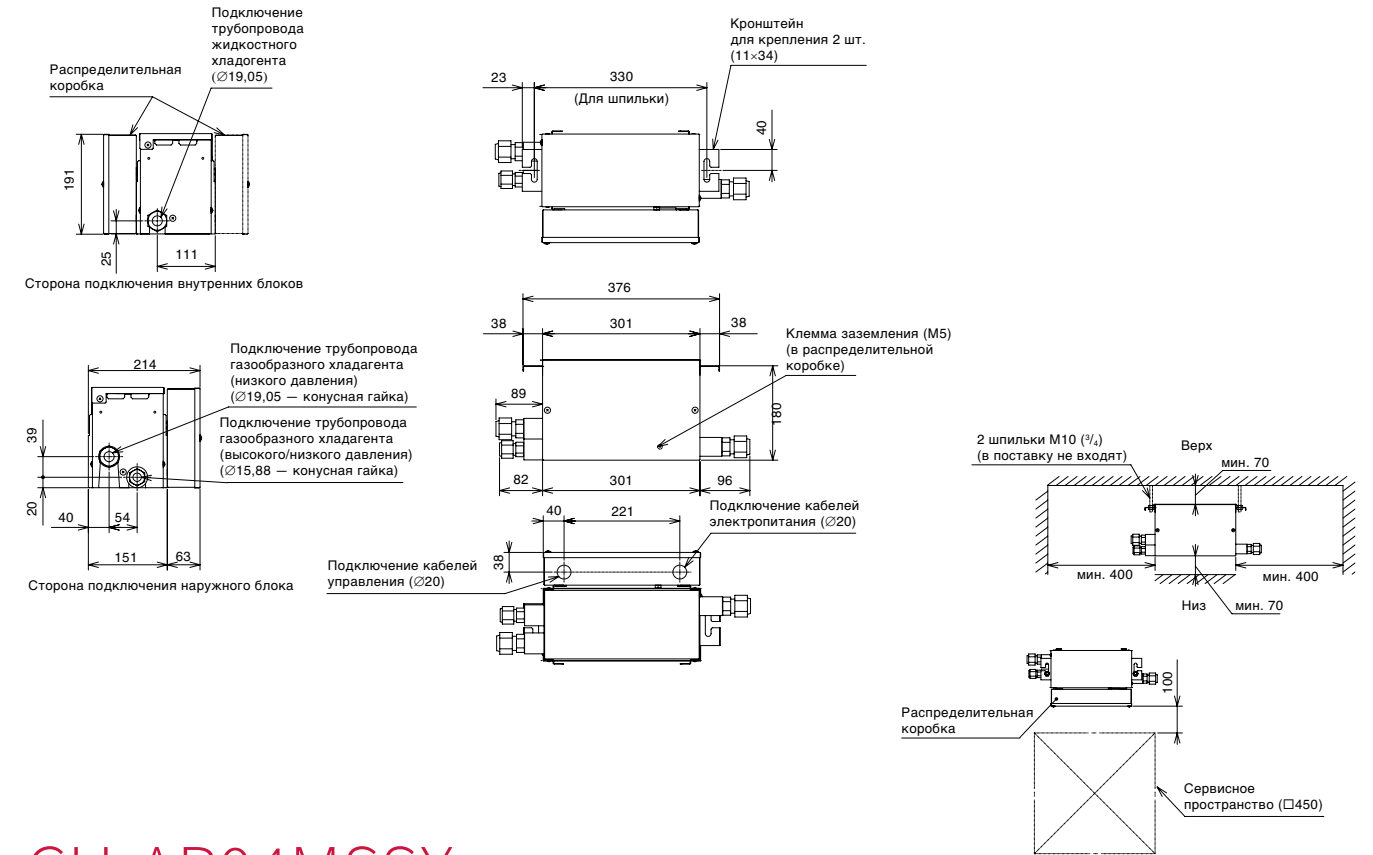 Подключение
трубопровода
жидкостного
хладогента
(∅19,05)
Распределительная
коробка
191
25
111
Сторона подключения внутренних блоков
Кронштейн
для крепления 2 шт.
(11×34)
23
330
(Для шпильки)
40
376
38
301
38
Клемма заземления (М5)
(в распределительной
коробке)
89
180
82
301
96
Подключение трубопровода
газообразного хладагента
(низкого давления)
(∅19,05 — конусная гайка)
Подключение трубопровода
газообразного хладагента
(высокого/низкого давления)
(∅15,88 — конусная гайка)
214
39
20
40
54
151
63
Сторона подключения наружного блока
40
221
38
Подключение кабелей
электропитания (∅20)
Подключение кабелей
управления (∅20)
2 шпильки М10 (3/4)
(в поставку не входят)
Верх
мин. 70
мин. 400
мин. 400
Низ
мин. 70
100
Распределительная
коробка
Сервисное
пространство (□450)